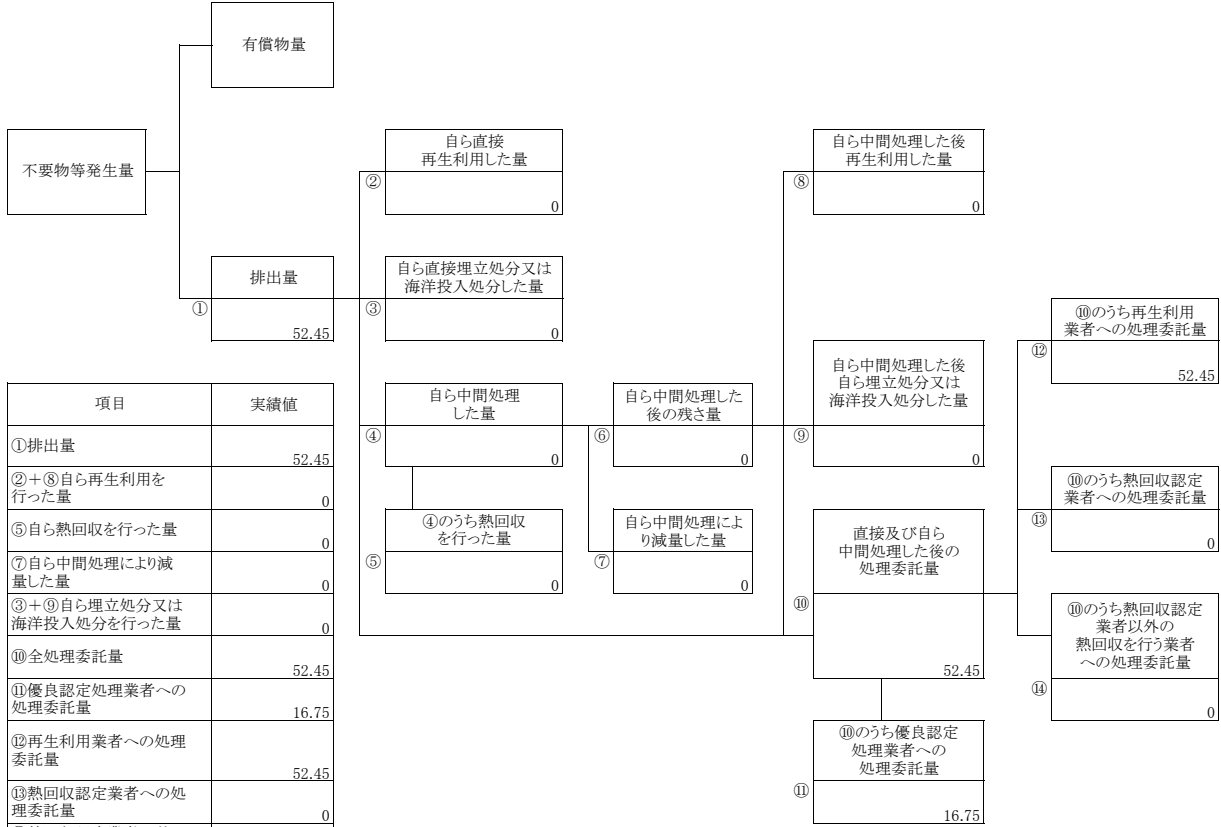 有償物量
不要物等発生量
自ら直接
再生利用した量
②
0
自ら中間処理した後
再生利用した量
⑧
0
排出量
①
52.45
自ら直接埋立処分又は
海洋投入処分した量
③
0
⑩のうち再生利用
業者への処理委託量
⑫
52.45
自ら中間処理した後
自ら埋立処分又は
海洋投入処分した量
⑨
0
自ら中間処理
した量
④
0
自ら中間処理した
後の残さ量
⑥
0
⑩のうち熱回収認定
業者への処理委託量
⑬
0
④のうち熱回収
を行った量
⑤
0
自ら中間処理によ
り減量した量
⑦
0
直接及び自ら
中間処理した後の
処理委託量
⑩
52.45
⑩のうち熱回収認定
業者以外の
熱回収を行う業者
への処理委託量
⑭
0
⑩のうち優良認定
処理業者への
処理委託量
⑪
16.75
項目 実績値
①排出量
52.45
②+⑧自ら再生利用を
行った量
0
⑤自ら熱回収を行った量
0
⑦自ら中間処理により減
量した量
0
③+⑨自ら埋立処分又は
海洋投入処分を行った量
0
⑩全処理委託量
52.45
⑪優良認定処理業者への
処理委託量
16.75
⑫再生利用業者への処理
委託量
52.45
⑬熱回収認定業者への処
理委託量
0